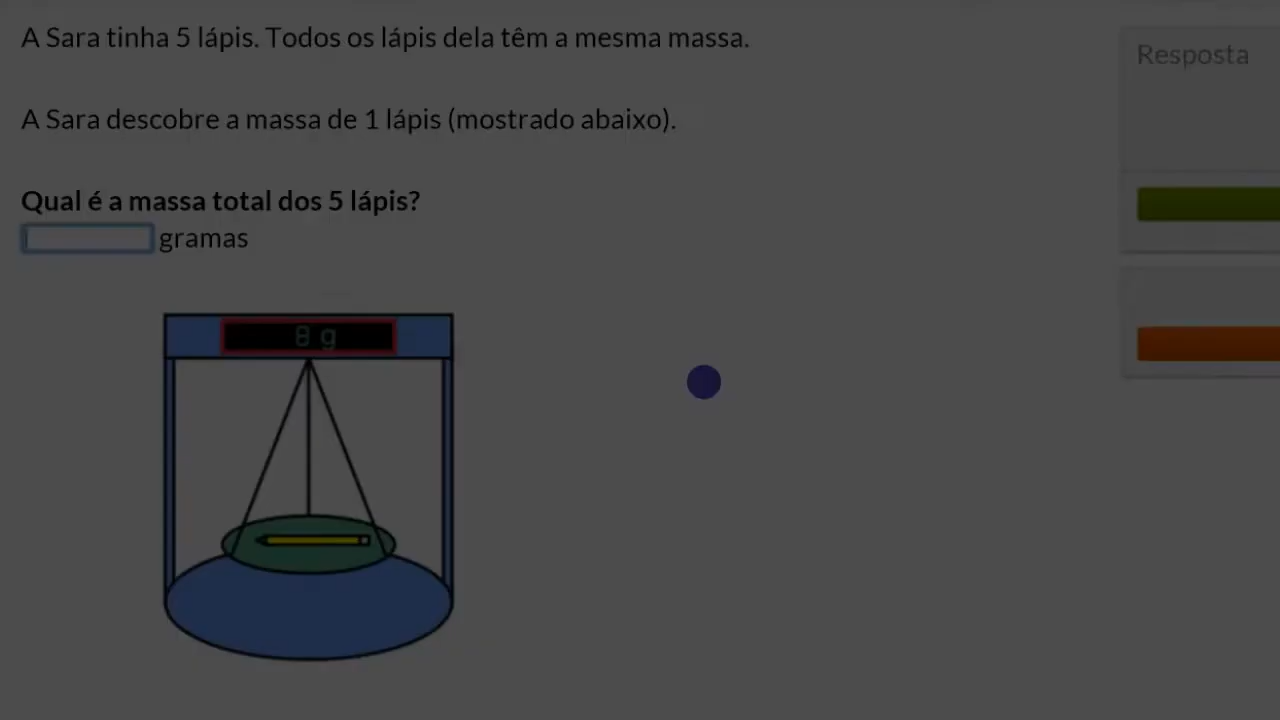 A Sara tinha 5 lápis. Todos os lápis dela têm a mesma massa.
Resposta
A Sara descobre a massa de 1 lápis (mostrado abaixo).
Qual é a massa total dos 5 lápis?
gramas
8 g